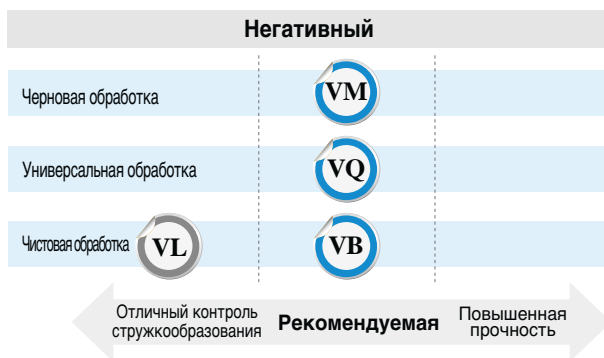 Негативный
Черновая обработка VM
Универсальная обработка VQ
Чистовая обработка VL VB
Отличный контроль
стружкообразования
Рекомендуемая
Повышенная
прочность